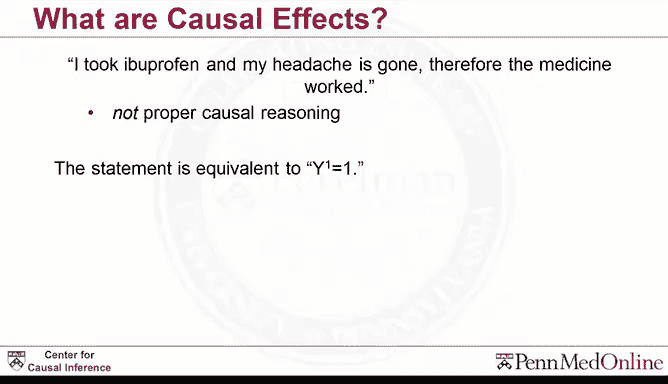 What are Causal Effects?
“I took ibuprofen and my headache is gone, therefore the medicine
worked.”
• not proper causal reasoning
The statement is equivalent to “Y¹=1.”
Center for
Causal Inference
PennMedOnline